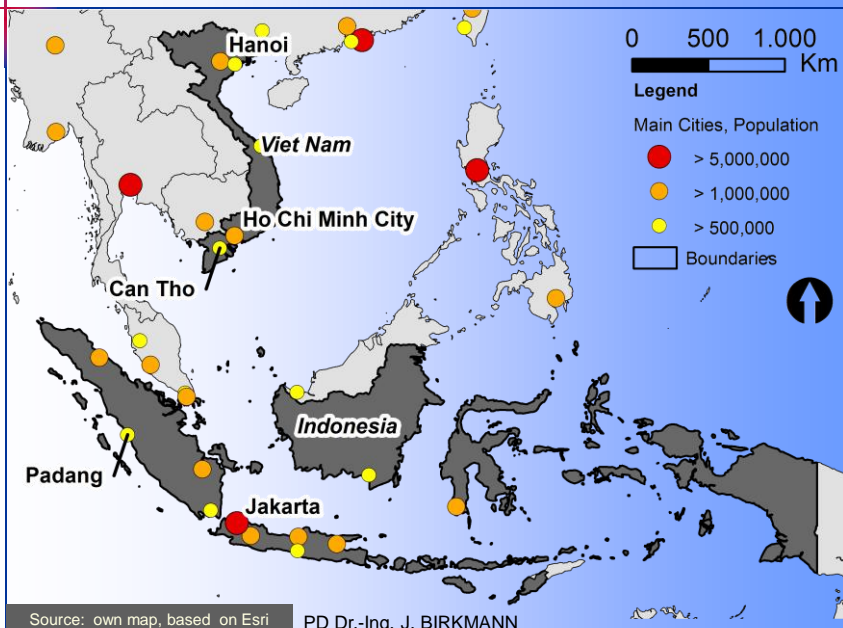 Hanoi
Viet Nam
Ho Chi Minh City
Can Tho
Padang
Indonesia
Jakarta
0 500 1.000
Km
Legend
Main Cities, Population
> 5,000,000
> 1,000,000
> 500,000
Boundaries
Source: own map, based on Esri
PD Dr.-Ing. J. BIRKMANN